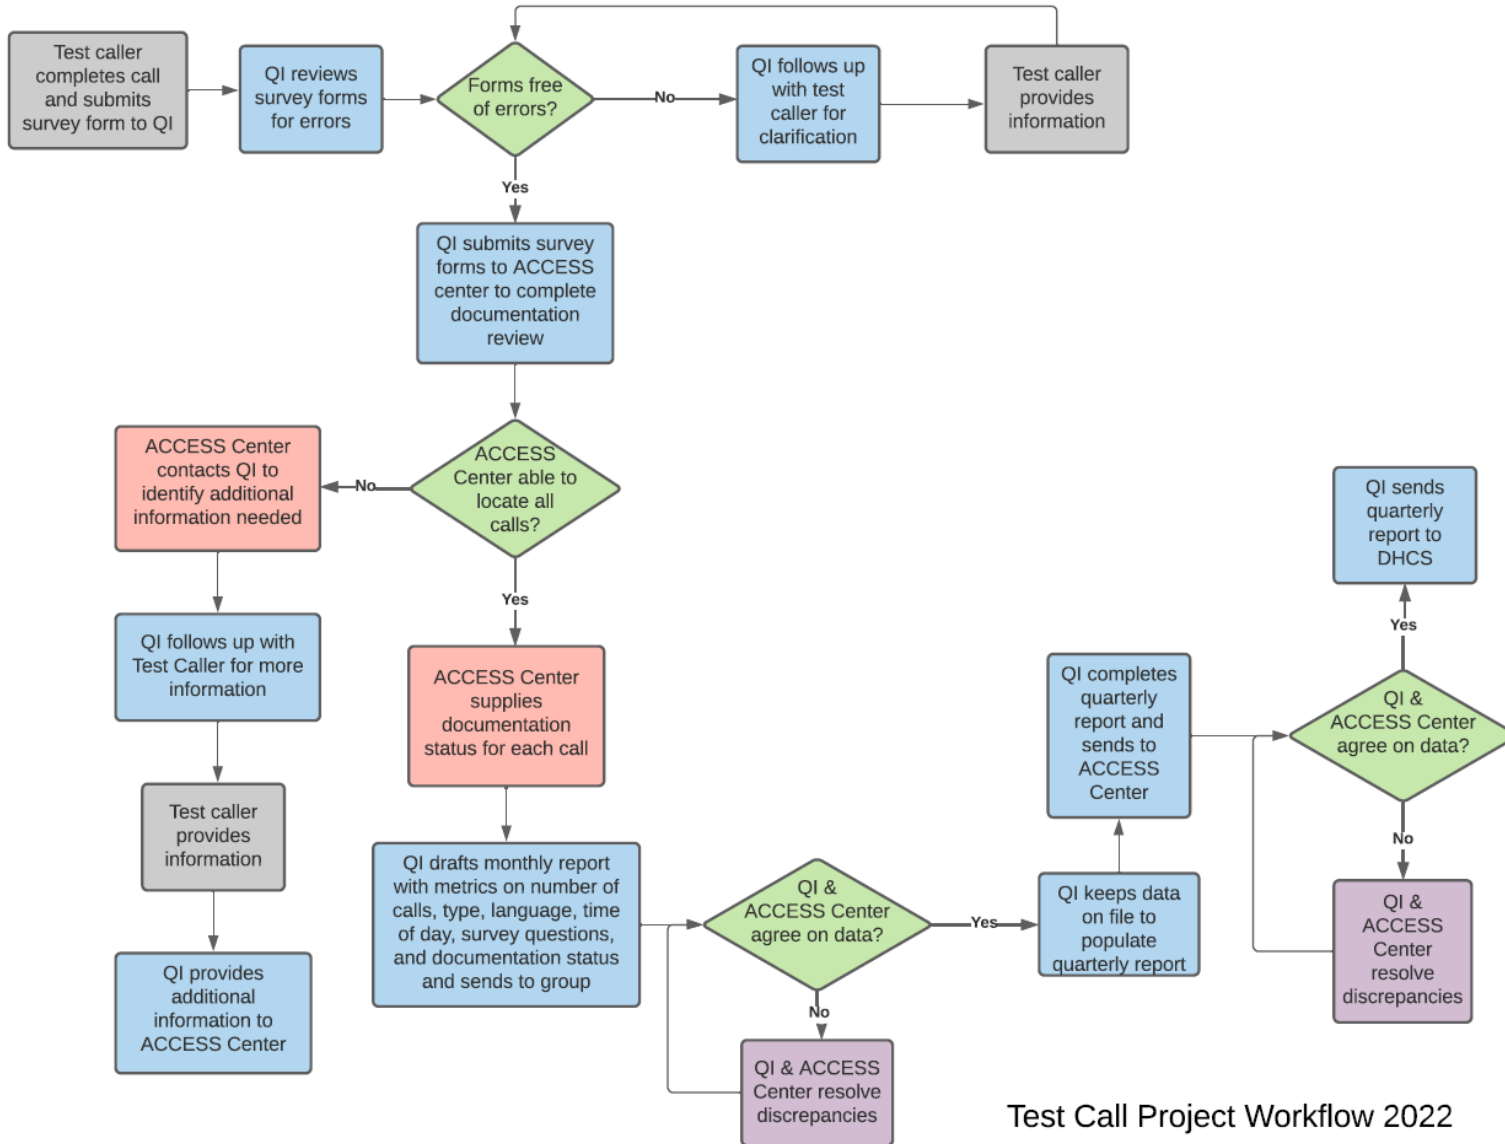 Test caller
completes call
and submits
survey form to QI
QI reviews
survey forms
for errors
Forms free
of errors?
No
QI follows up
with test
caller for
clarification
Test caller
provides
information
Yes
QI submits survey
forms to ACCESS
center to complete
documentation
review
ACCESS
Center able to
locate all
calls?
No
ACCESS Center
contacts QI to
identify additional
information needed
QI follows up with
Test Caller for more
information
Test caller
provides
information
QI provides
additional
information to
ACCESS Center
Yes
ACCESS Center
supplies
documentation
status for each call
QI drafts monthly report
with metrics on number of
calls, type, language, time
of day, survey questions,
and documentation status
and sends to group
QI &
ACCESS Center
agree on data?
No
QI & ACCESS
Center resolve
discrepancies
Yes
QI keeps data
on file to
populate
quarterly report
QI completes
quarterly
report and
sends to
ACCESS
Center
QI &
ACCESS Center
agree on data?
Yes
QI sends
quarterly
report to
DHCS
No
QI &
ACCESS
Center
resolve
discrepancies
Test Call Project Workflow 2022